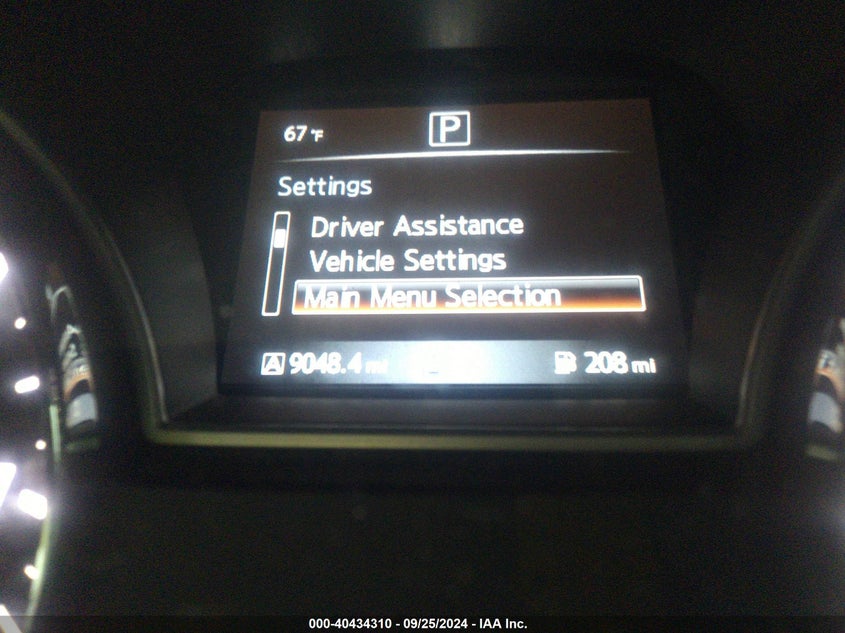 67°F
P
Settings
Driver Assistance
Vehicle Settings
Main Menu Selection
A 9048.4 mi 208 mi
000-40434310 - 09/25/2024 - IAA Inc.